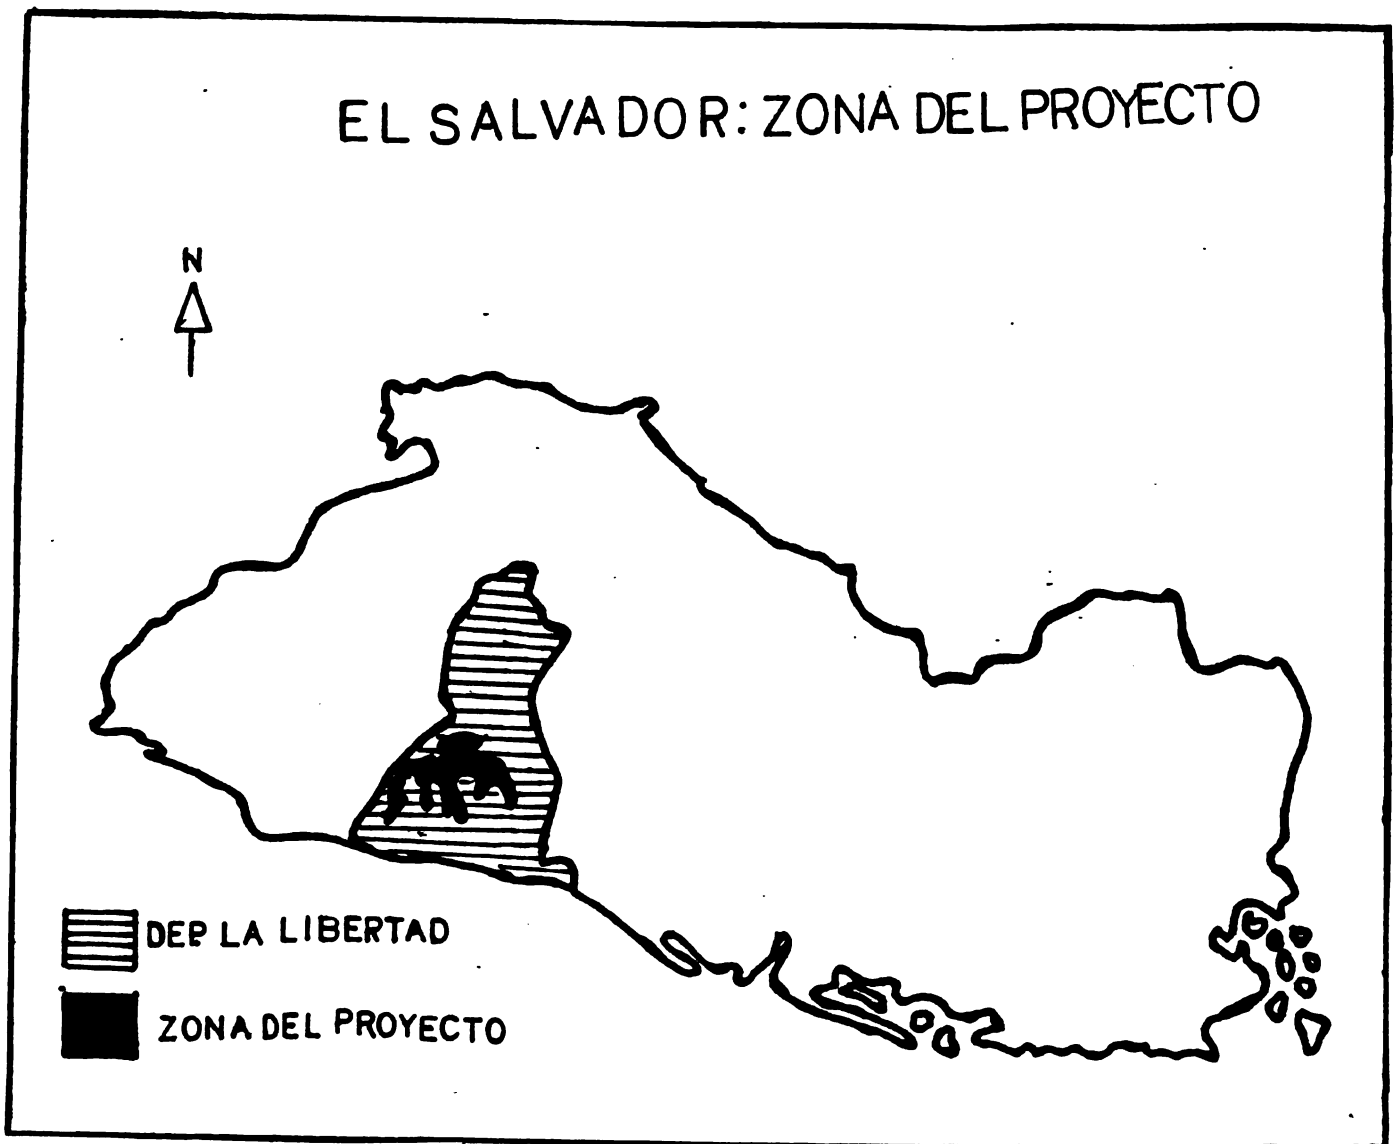 EL SALVADOR: ZONA DEL PROYECTO
N
DEP LA LIBERTAD
ZONA DEL PROYECTO